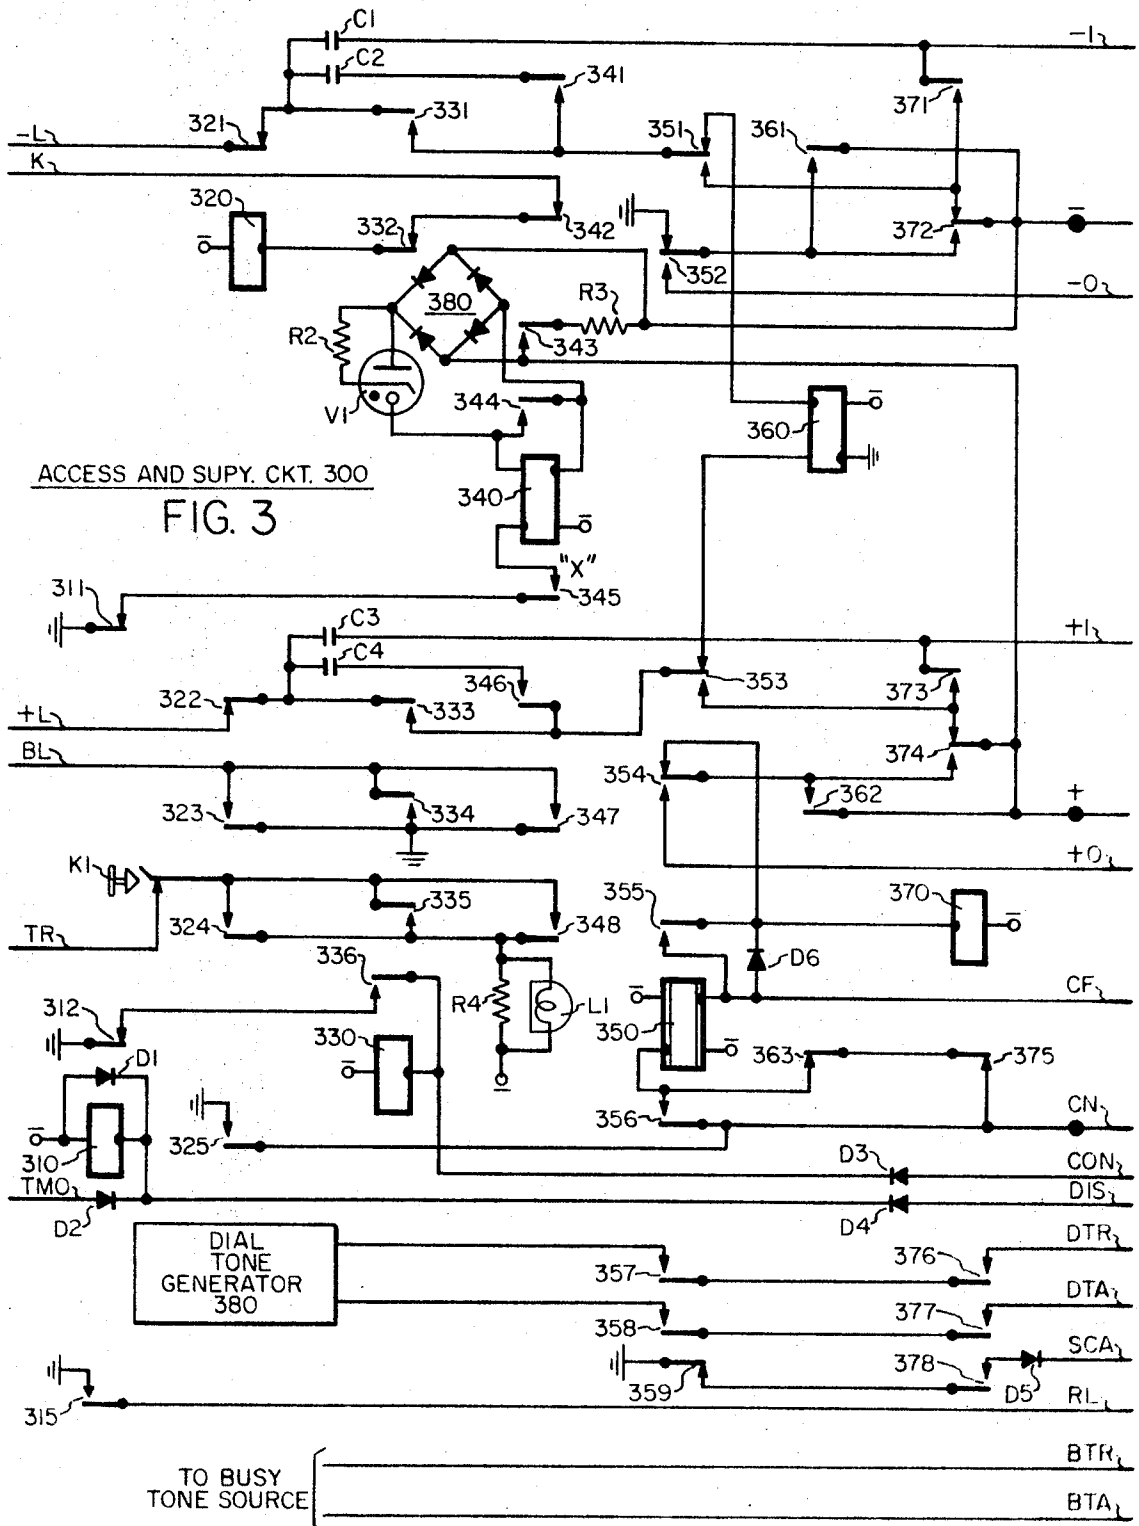 C1
-1
C2
341
371
321
331
351
361
-L
K
320
332
342
372
352
R3
-0
380
R2
343
V1
344
360
ACCESS AND SUPY. CKT. 300
340
FIG. 3
"X"
311
345
C3
+1
C4
322
346
333
353
373
+L
BL
374
354
362
323
334
347
+
K1
+0
335
355
370
TR
324
348
336
D6
312
R4
L1
CF
D1
330
350
363
375
310
325
356
CN
D3
CON
TMO
DIS
D2
D4
DIAL
TONE
GENERATOR
380
DTR
357
376
DTA
358
377
SCA
359
378
D5
315
RL
TO BUSY
TONE SOURCE
BTR
BTA